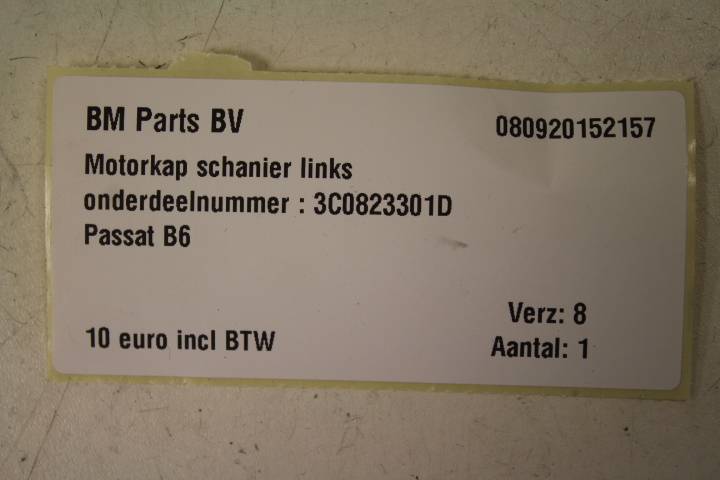 BM Parts BV
080920152157
Motorkap schanier links
onderdeelnummer : 3C0823301D
Passat B6
Verz: 8
10 euro incl BTW
Aantal: 1